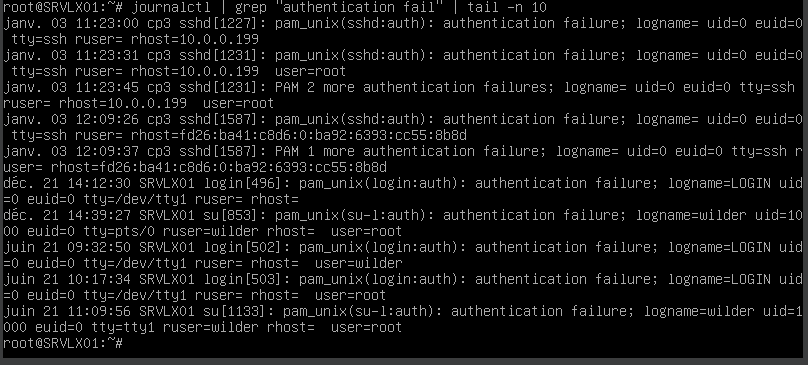 root@SRVLX01:~# journalctl | grep "authentication fail" | tail -n 10
janv. 03 11:23:00 cp3 sshd[1227]: pam_unix(sshd:auth): authentication failure; logname= uid=0 euid=0
 tty=ssh ruser= rhost=10.0.0.199
janv. 03 11:23:31 cp3 sshd[1231]: pam_unix(sshd:auth): authentication failure; logname= uid=0 euid=0
 tty=ssh ruser= rhost=10.0.0.199  user=root
janv. 03 11:23:45 cp3 sshd[1231]: PAM 2 more authentication failures; logname= uid=0 euid=0 tty=ssh
ruser= rhost=10.0.0.199  user=root
janv. 03 12:09:26 cp3 sshd[1587]: pam_unix(sshd:auth): authentication failure; logname= uid=0 euid=0
 tty=ssh ruser= rhost=fd26:ba41:c8d6:0:ba92:6393:cc55:8b8d
janv. 03 12:09:37 cp3 sshd[1587]: PAM 1 more authentication failure; logname= uid=0 euid=0 tty=ssh r
user= rhost=fd26:ba41:c8d6:0:ba92:6393:cc55:8b8d
déc. 21 14:12:30 SRVLX01 login[496]: pam_unix(login:auth): authentication failure; logname=LOGIN uid
=0 euid=0 tty=/dev/tty1 ruser= rhost=
déc. 21 14:39:27 SRVLX01 su[853]: pam_unix(su-l:auth): authentication failure; logname=wilder uid=10
00 euid=0 tty=pts/0 ruser=wilder rhost=  user=root
juin 21 09:32:50 SRVLX01 login[502]: pam_unix(login:auth): authentication failure; logname=LOGIN uid
=0 euid=0 tty=/dev/tty1 ruser= rhost=  user=wilder
juin 21 10:17:34 SRVLX01 login[503]: pam_unix(login:auth): authentication failure; logname=LOGIN uid
=0 euid=0 tty=/dev/tty1 ruser= rhost=  user=root
juin 21 11:09:56 SRVLX01 su[1133]: pam_unix(su-l:auth): authentication failure; logname=wilder uid=1
000 euid=0 tty=tty1 ruser=wilder rhost=  user=root
root@SRVLX01:~#